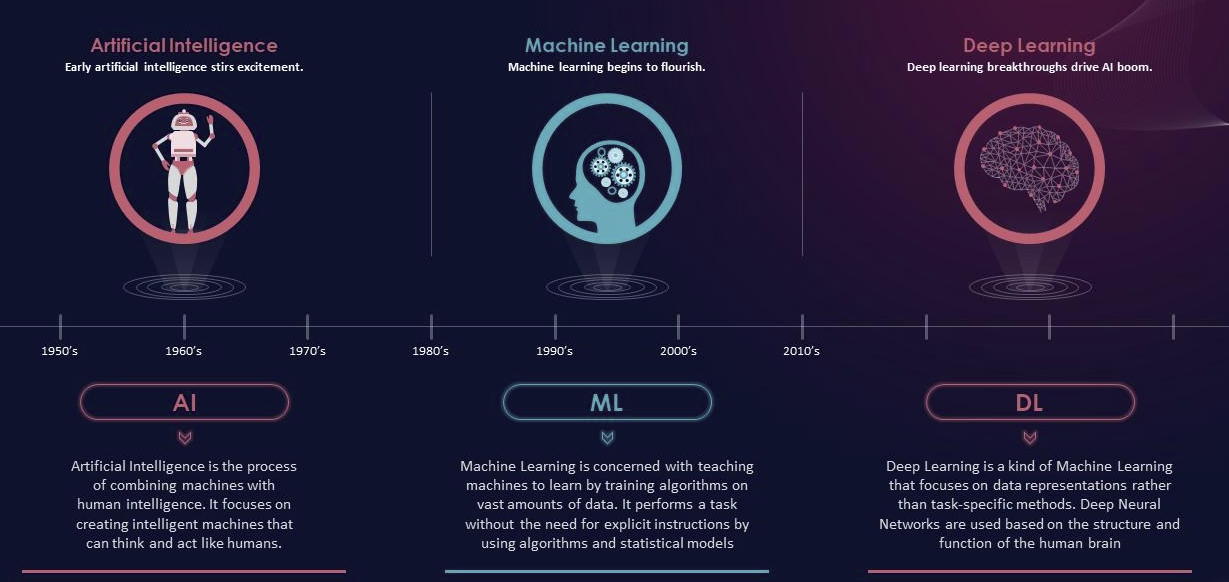 Artificial Intelligence
Early artificial intelligence stirs excitement.
Machine Learning
Machine learning begins to flourish.
Deep Learning
Deep learning breakthroughs drive AI boom.
1950's
1960's
1970's
1980's
1990's
2000's
2010's
AI
Artificial Intelligence is the process
of combining machines with
human intelligence. It focuses on
creating intelligent machines that
can think and act like humans.
ML
Machine Learning is concerned with teaching
machines to learn by training algorithms on
vast amounts of data. It performs a task
without the need for explicit instructions by
using algorithms and statistical models
DL
Deep Learning is a kind of Machine Learning
that focuses on data representations rather
than task-specific methods. Deep Neural
Networks are used based on the structure and
function of the human brain